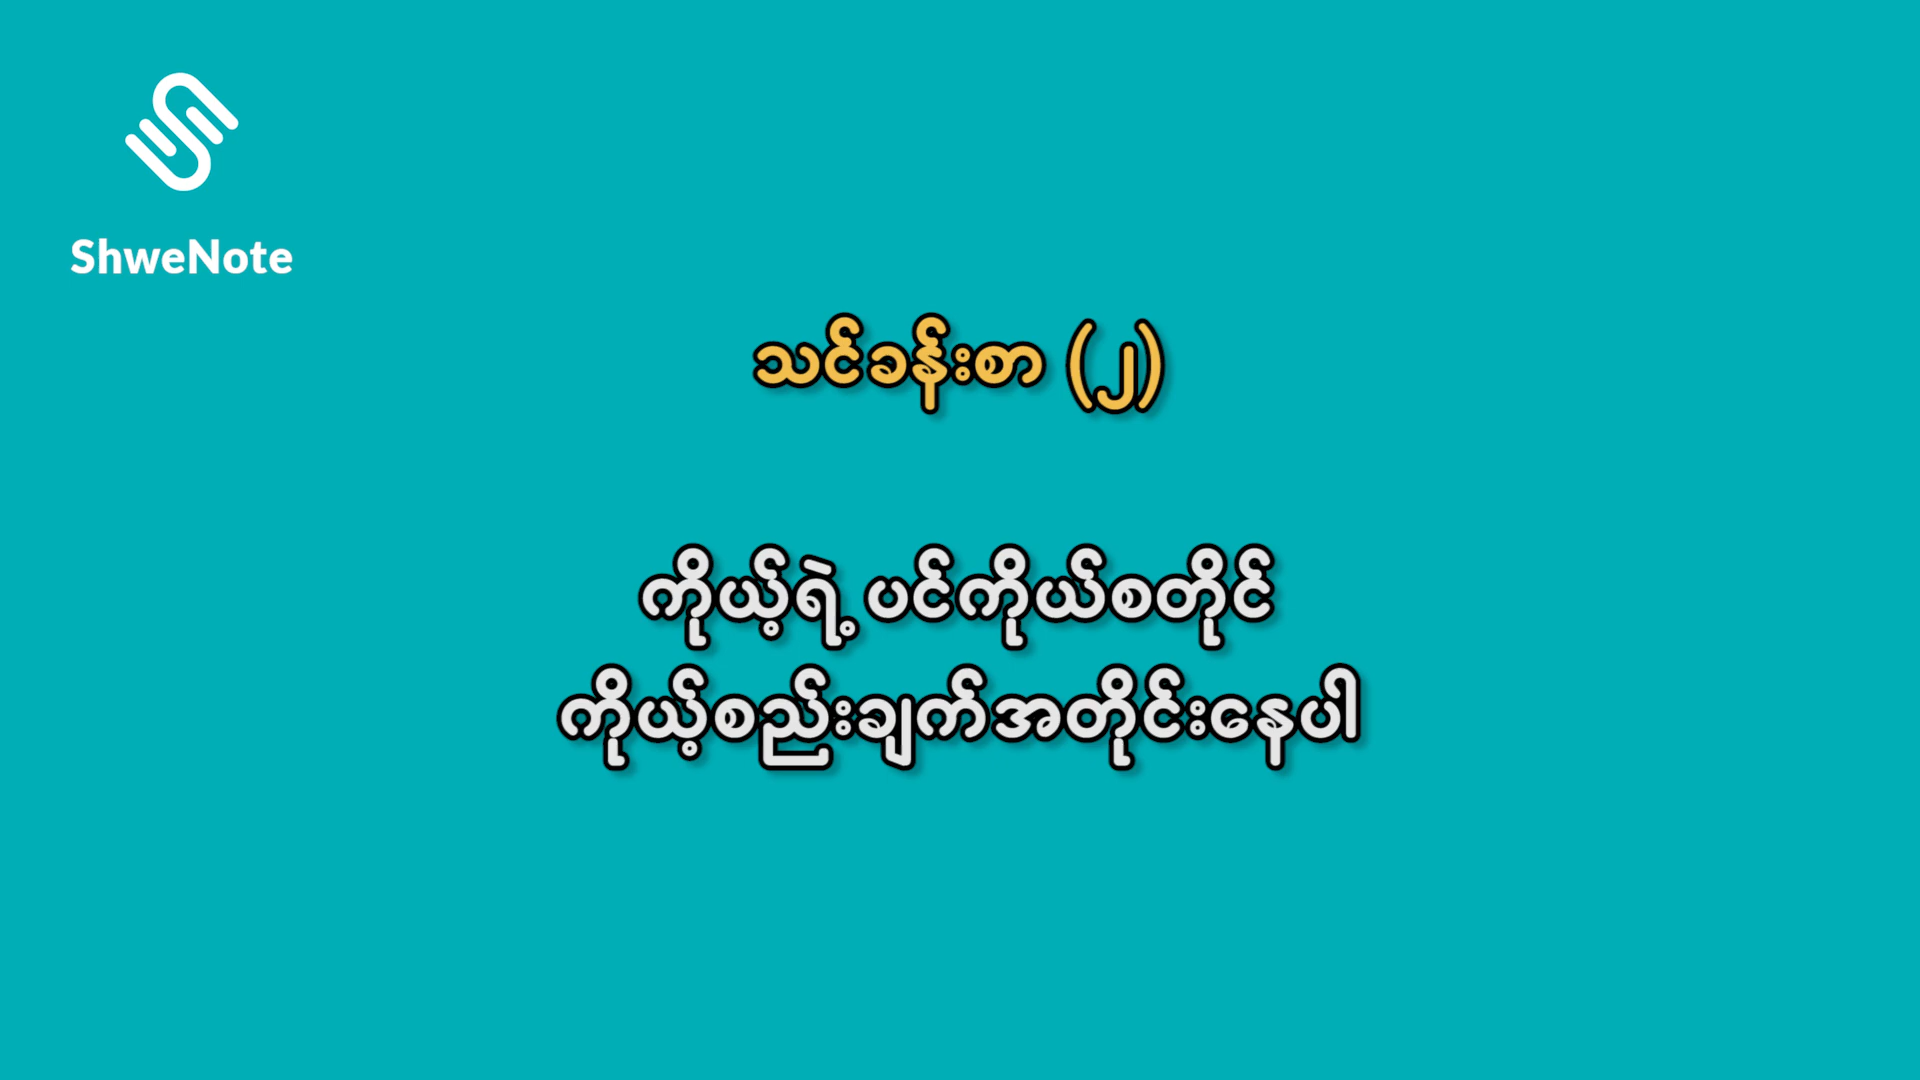 ShweNote
သင်ခန်းစာ (၂)
ကိုယ့်ရဲ့ ပင်ကိုယ်စတိုင်
ကိုယ့်စည်းချက်အတိုင်းနေပါ